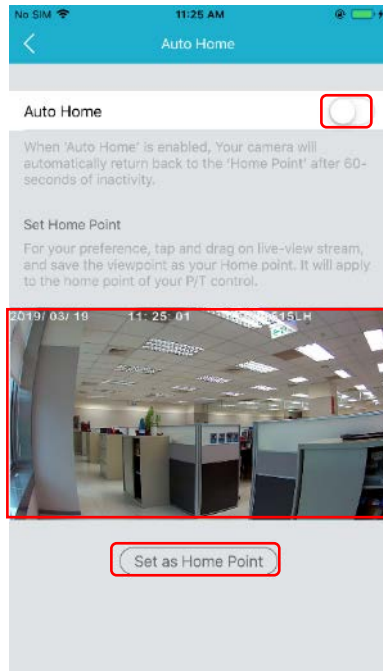 No SIM 11:25 AM
Auto Home
Auto Home
When 'Auto Home' is enabled, Your camera will
automatically return back to the 'Home Point' after 60-
seconds of inactivity.
Set Home Point
For your preference, tap and drag on live-view stream,
and save the viewpoint as your Home point. It will apply
to the home point of your P/T control.
2019/ 03/ 19 11: 25: 01
Set as Home Point